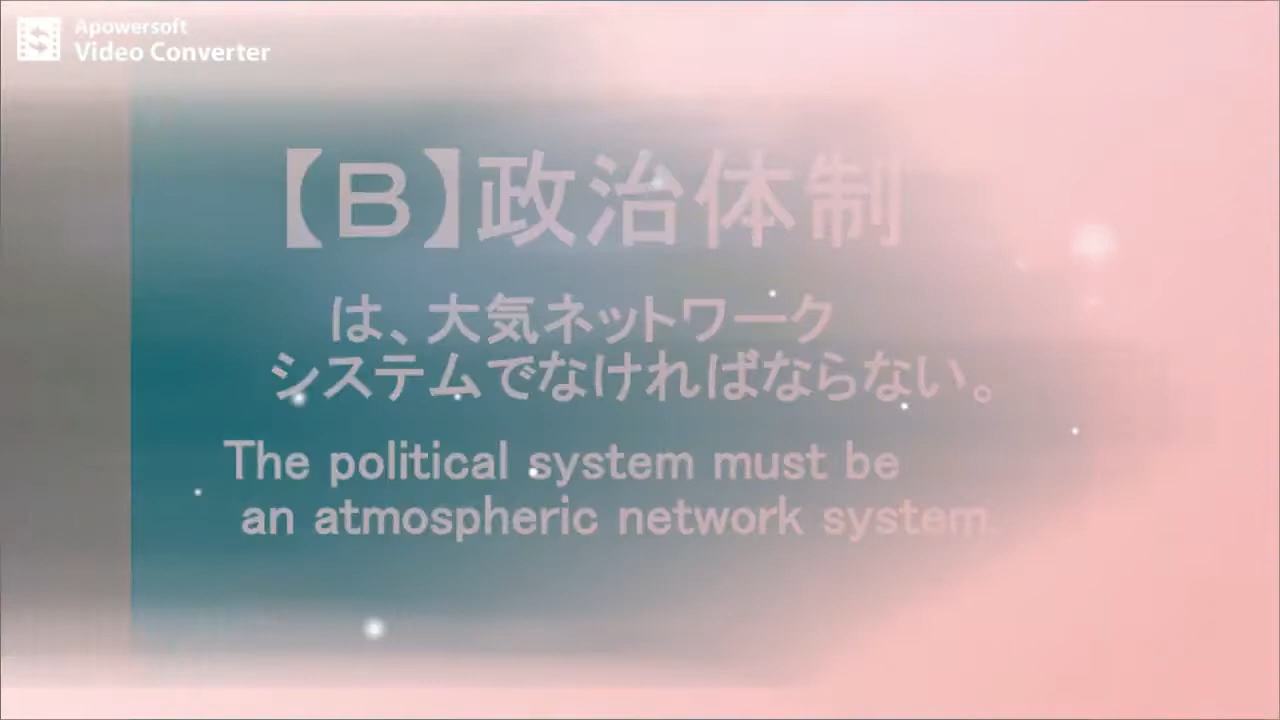 Apowersoft
Video Converter
【B】政治体制
は、大気ネットワーク
システムでなければならない。
The political system must be
an atmospheric network system.